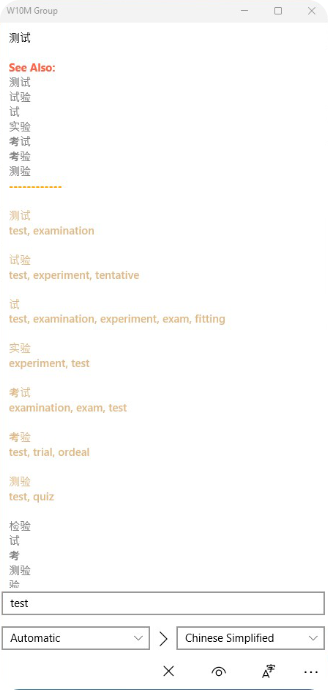 W10M Group
测试
See Also:
测试
试验
试
实验
考试
考验
测验
------------
测试
test, examination
试验
test, experiment, tentative
试
test, examination, experiment, exam, fitting
实验
experiment, test
考试
examination, exam, test
考验
test, trial, ordeal
测验
test, quiz
检验
试
考
测验
验
test
Automatic
Chinese Simplified